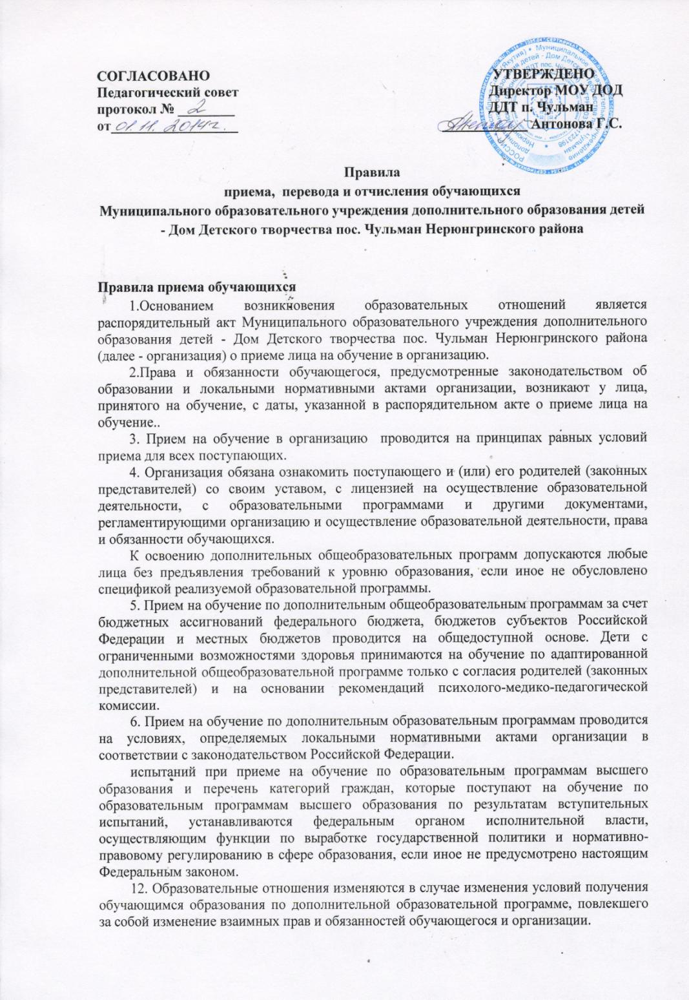 СОГЛАСОВАНО
Педагогический совет
протокол № 2
от 01.11.2014г.
УТВЕРЖДЕНО
Директор МОУ ДОД
ДДТ п. Чульман
Антонова Г.С.
Правила
приема, перевода и отчисления обучающихся
Муниципального образовательного учреждения дополнительного образования детей
- Дом Детского творчества пос. Чульман Нерюнгринского района
Правила приема обучающихся
1.Основанием возникновения образовательных отношений является
распорядительный акт Муниципального образовательного учреждения дополнительного
образования детей - Дом Детского творчества пос. Чульман Нерюнгринского района
(далее - организация) о приеме лица на обучение в организацию.
2.Права и обязанности обучающегося, предусмотренные законодательством об
образовании и локальными нормативными актами организации, возникают у лица,
принятого на обучение, с даты, указанной в распорядительном акте о приеме лица на
обучение..
3. Прием на обучение в организацию проводится на принципах равных условий
приема для всех поступающих.
4. Организация обязана ознакомить поступающего и (или) его родителей (законных
представителей) со своим уставом, с лицензией на осуществление образовательной
деятельности, с образовательными программами и другими документами,
регламентирующими организацию и осуществление образовательной деятельности, права
и обязанности обучающихся.
К освоению дополнительных общеобразовательных программ допускаются любые
лица без предъявления требований к уровню образования, если иное не обусловлено
спецификой реализуемой образовательной программы.
5. Прием на обучение по дополнительным общеобразовательным программам за счет
бюджетных ассигнований федерального бюджета, бюджетов субъектов Российской
Федерации и местных бюджетов проводится на общедоступной основе. Дети с
ограниченными возможностями здоровья принимаются на обучение по адаптированной
дополнительной общеобразовательной программе только с согласия родителей (законных
представителей) и на основании рекомендаций психолого-медико-педагогической
комиссии.
6. Прием на обучение по дополнительным образовательным программам проводится
на условиях, определяемых локальными нормативными актами организации в
соответствии с законодательством Российской Федерации.
испытаний при приеме на обучение по образовательным программам высшего
образования и перечень категорий граждан, которые поступают на обучение по
образовательным программам высшего образования по результатам вступительных
испытаний, устанавливаются федеральным органом исполнительной власти,
осуществляющим функции по выработке государственной политики и нормативно-
правовому регулированию в сфере образования, если иное не предусмотрено настоящим
Федеральным законом.
12. Образовательные отношения изменяются в случае изменения условий получения
обучающимся образования по дополнительной образовательной программе, повлекшего
за собой изменение взаимных прав и обязанностей обучающегося и организации.